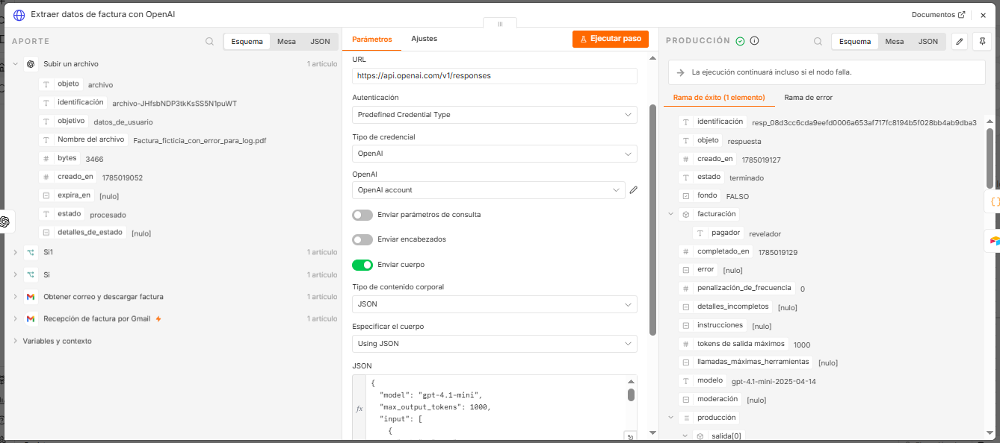 Extraer datos de factura con OpenAI
Documentos
APORTE
Esquema
Mesa
JSON
Subir un archivo
1 artículo
T objeto archivo
T identificación archivo-JHfsbNDP3tkKsSS5N1puWT
T objetivo datos_de_usuario
T Nombre del archivo Factura_ficticia_con_error_para_log.pdf
# bytes 3466
# creado_en 1785019052
expira_en [nulo]
T estado procesado
detalles_de_estado [nulo]
Si1
1 artículo
Si
1 artículo
Obtener correo y descargar factura
1 artículo
Recepción de factura por Gmail
1 artículo
Variables y contexto
Parámetros
Ajustes
Ejecutar paso
URL
https://api.openai.com/v1/responses
Autenticación
Predefined Credential Type
Tipo de credencial
OpenAI
OpenAI
OpenAI account
Enviar parámetros de consulta
Enviar encabezados
Enviar cuerpo
Tipo de contenido corporal
JSON
Especificar el cuerpo
Using JSON
JSON
fx
{
"model": "gpt-4.1-mini",
"max_output_tokens": 1000,
"input": [
{
PRODUCCIÓN
Esquema
Mesa
JSON
La ejecución continuará incluso si el nodo falla.
Rama de éxito (1 elemento)
Rama de error
T identificación resp_08d3cc6cda9eefd0006a653af717fc8194b5f028bb4ab9dba3
T objeto respuesta
# creado_en 1785019127
T estado terminado
fondo FALSO
facturación
T pagador revelador
# completado_en 1785019129
error [nulo]
# penalización_de_frecuencia 0
detalles_incompletos [nulo]
instrucciones [nulo]
# tokens de salida máximos 1000
llamadas_máximas_herramientas [nulo]
T modelo gpt-4.1-mini-2025-04-14
moderación [nulo]
producción
salida[0]